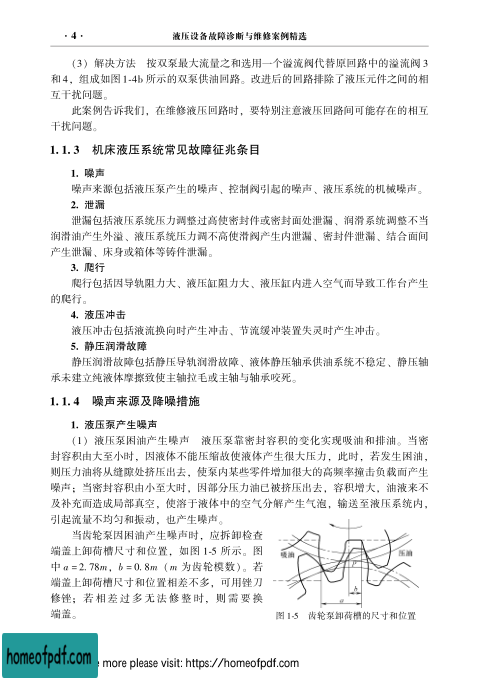 · 4 ·
液压设备故障诊断与维修案例精选
（3）解决方法　按双泵最大流量之和选用一个溢流阀代替原回路中的溢流阀 3
和 4，组成如图 1-4b 所示的双泵供油回路。改进后的回路排除了液压元件之间的相
互干扰问题。
此案例告诉我们，在维修液压回路时，要特别注意液压回路间可能存在的相互
干扰问题。
1. 1. 3　机床液压系统常见故障征兆条目
1. 噪声
噪声来源包括液压泵产生的噪声、控制阀引起的噪声、液压系统的机械噪声。
2. 泄漏
泄漏包括液压系统压力调整过高使密封件或密封面处泄漏、润滑系统调整不当
润滑油产生外溢、液压系统压力调不高使滑阀产生内泄漏、密封件泄漏、结合面间
产生泄漏、床身或箱体等铸件泄漏。
3. 爬行
爬行包括因导轨阻力大、液压缸阻力大、液压缸内进入空气而导致工作台产生
的爬行。
4. 液压冲击
液压冲击包括液流换向时产生冲击、节流缓冲装置失灵时产生冲击。
5. 静压润滑故障
静压润滑故障包括静压导轨润滑故障、液体静压轴承供油系统不稳定、静压轴
承未建立纯液体摩擦致使主轴拉毛或主轴与轴承咬死。
1. 1. 4　噪声来源及降噪措施
1. 液压泵产生噪声
（1）液压泵困油产生噪声　液压泵靠密封容积的变化实现吸油和排油。当密
封容积由大至小时，因液体不能压缩故使液体产生很大压力，此时，若发生困油，
则压力油将从缝隙处挤压出去，使泵内某些零件增加很大的高频率撞击负载而产生
噪声；当密封容积由小至大时，因部分压力油已被挤压出去，容积增大，油液来不
及补充而造成局部真空，使溶于液体中的空气分解产生气泡，输送至液压系统内，
引起流量不均匀和振动，也产生噪声。
当齿轮泵因困油产生噪声时，应拆卸检查
端盖上卸荷槽尺寸和位置，如图 1-5 所示。图
中 a = 2. 78m，b = 0. 8m（m 为齿轮模数）。若
端盖上卸荷槽尺寸和位置相差不多，可用锉刀
修锉；若相差过多无法修整时，则需要换
端盖。
吸油
压油
p
b
a
图 1-5　齿轮泵卸荷槽的尺寸和位置
homeofpdf.com
e more please visit: https://homeofpdf.com